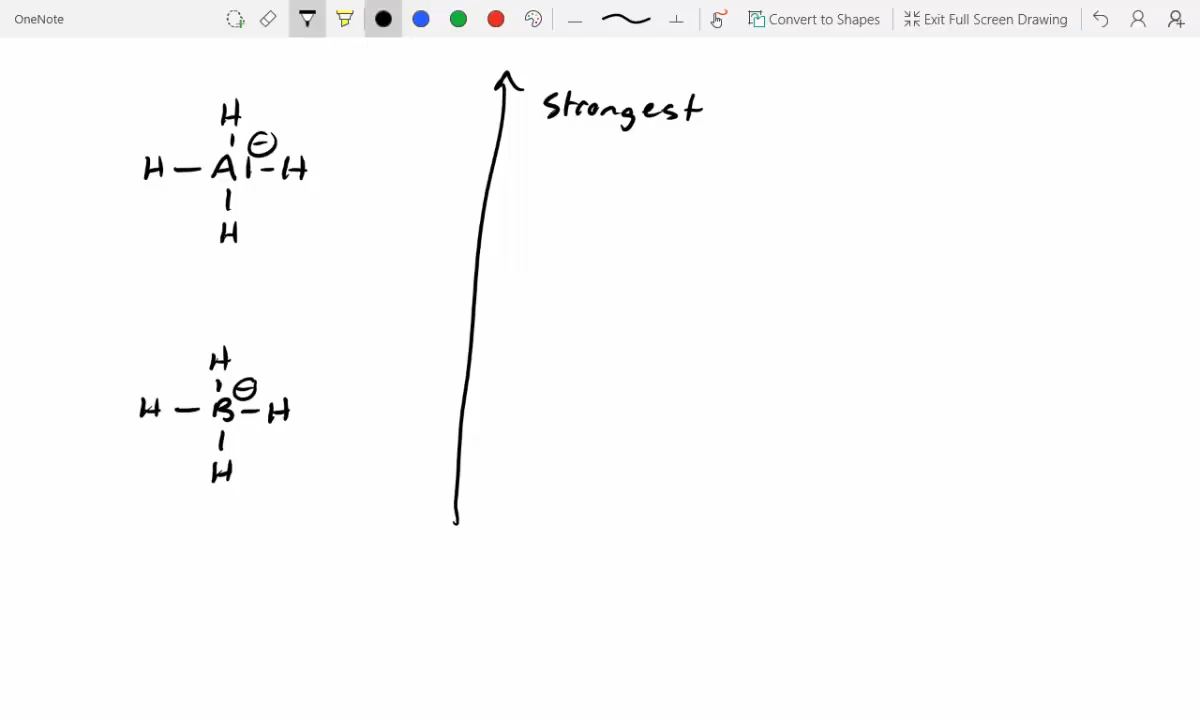 OneNote
Convert to Shapes
Exit Full Screen Drawing
Strongest
H
H — Al ⊖ — H
H
H
H — B ⊖ — H
H